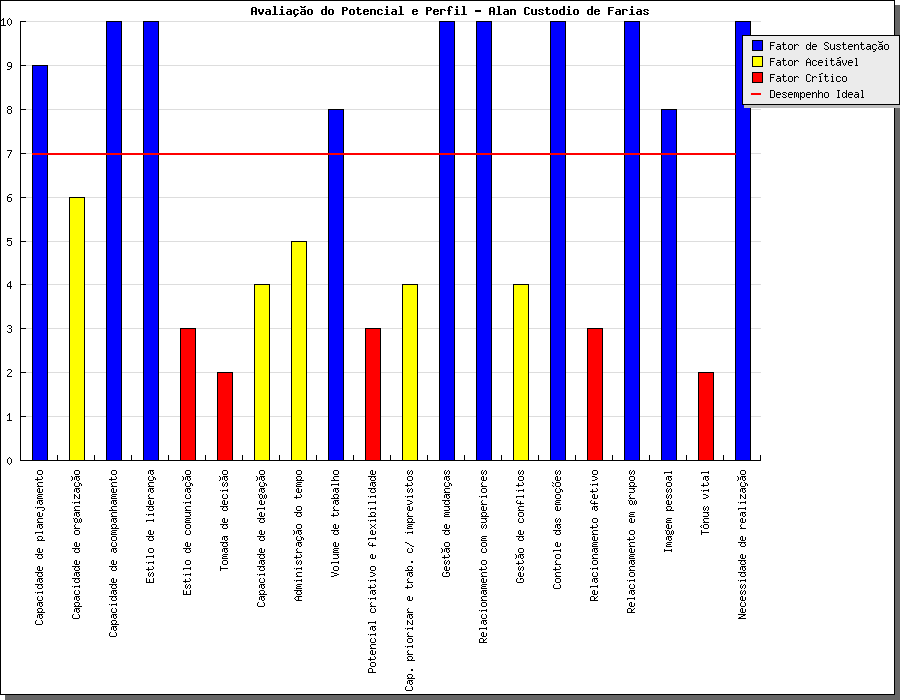 Avaliação do Potencial e Perfil - Alan Custodio de Farias
10
9
8
7
6
5
4
3
2
1
0
Fator de Sustentação
Fator Aceitável
Fator Crítico
Desempenho Ideal
Capacidade de planejamento
Capacidade de organização
Capacidade de acompanhamento
Estilo de liderança
Estilo de comunicação
Tomada de decisão
Capacidade de delegação
Administração do tempo
Volume de trabalho
Potencial criativo e flexibilidade
Cap. priorizar e trab. c/ imprevistos
Gestão de mudanças
Relacionamento com superiores
Gestão de conflitos
Controle das emoções
Relacionamento afetivo
Relacionamento em grupos
Imagem pessoal
Tônus vital
Necessidade de realização